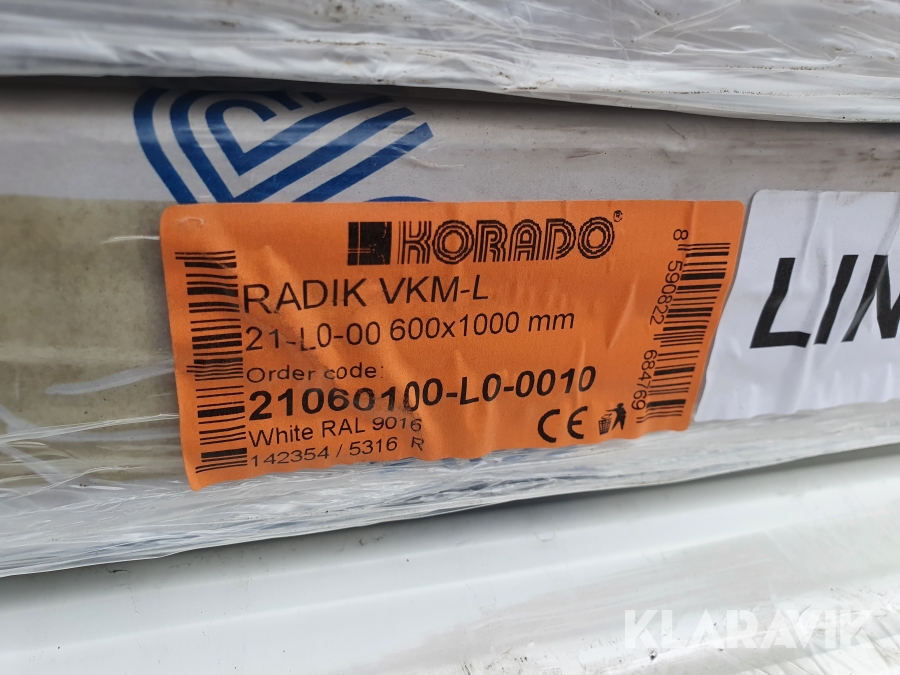 KORADO®
RADIK VKM-L
21-L0-00 600x1000 mm
Order code:
21060100-L0-0010
White RAL 9016
142354 / 5316 R
CE
8 590822 684769
LIN
KLARAVIK